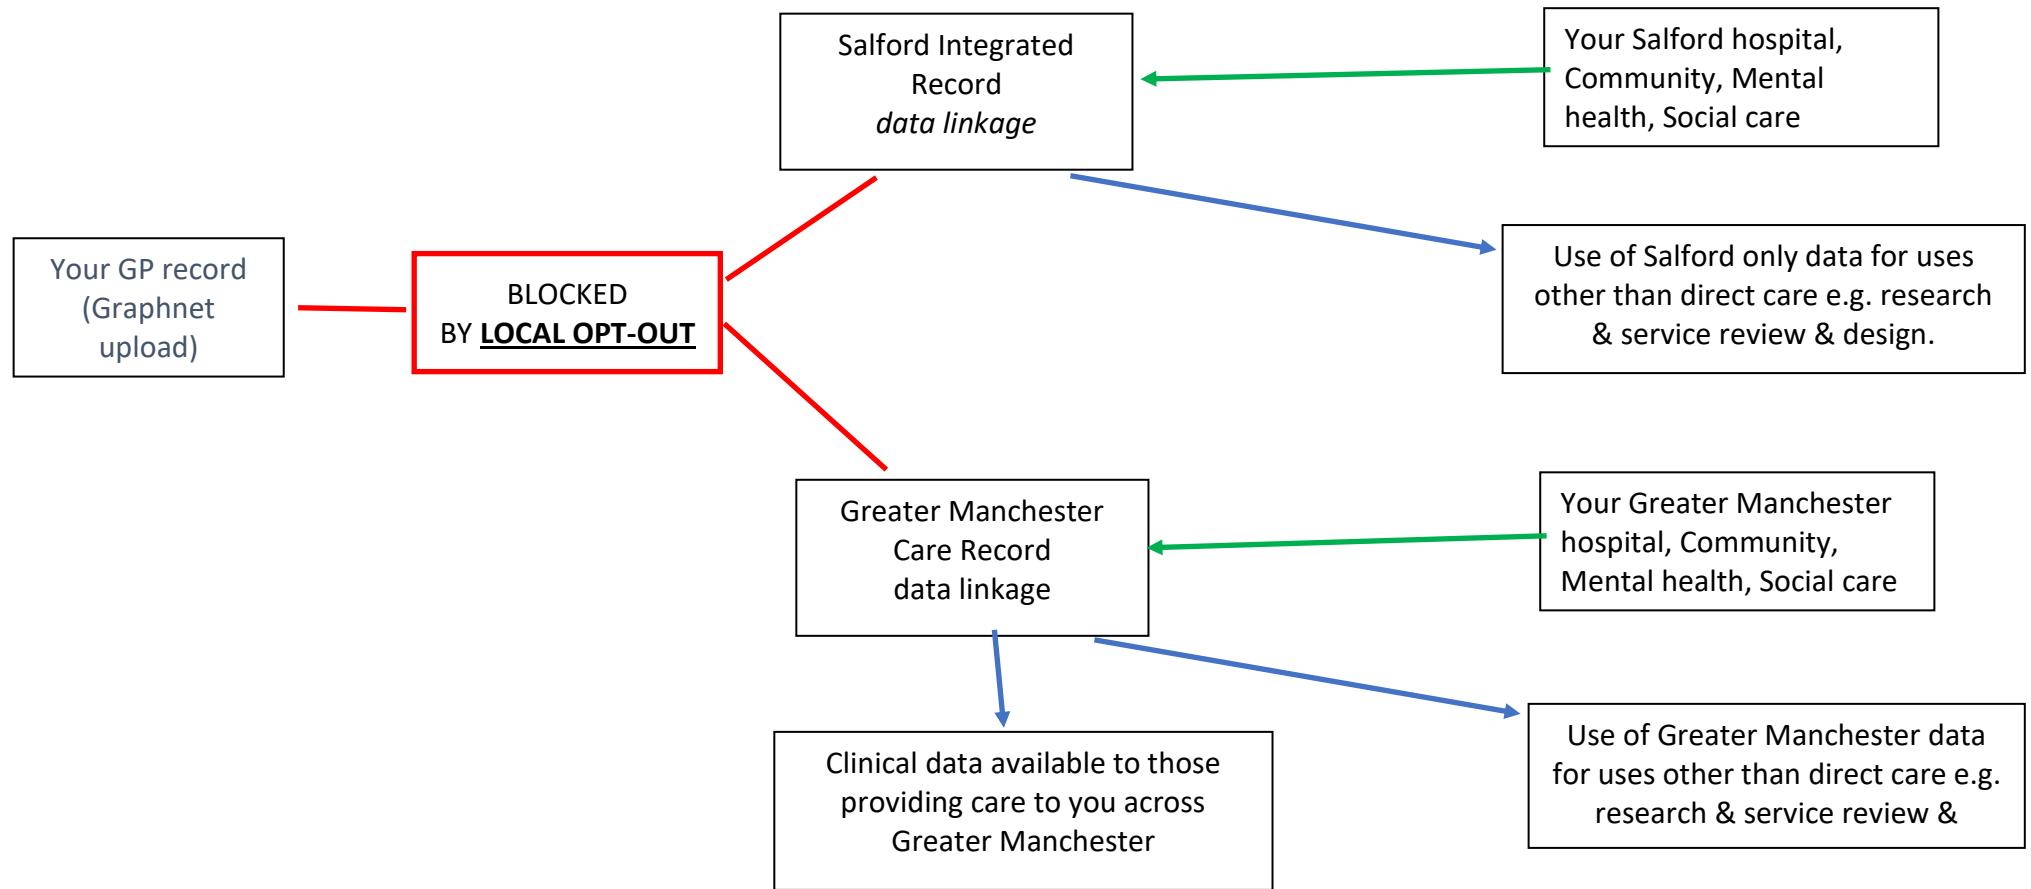 Salford Integrated
Record
data linkage
Your Salford hospital,
Community, Mental
health, Social care
Your GP record
(Graphnet
upload)
BLOCKED
BY LOCAL OPT-OUT
Use of Salford only data for uses
other than direct care e.g. research
& service review & design.
Greater Manchester
Care Record
data linkage
Your Greater Manchester
hospital, Community,
Mental health, Social care
Clinical data available to those
providing care to you across
Greater Manchester
Use of Greater Manchester data
for uses other than direct care e.g.
research & service review &